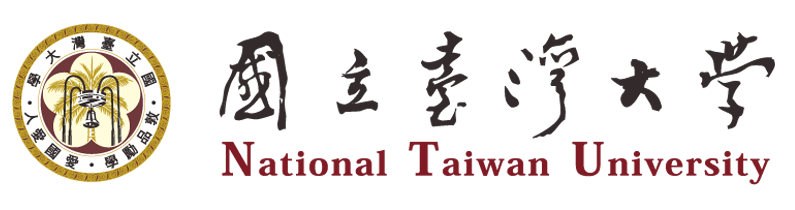 國立臺灣大學
敦品勵學・愛國愛人
國立臺灣大学
National Taiwan University